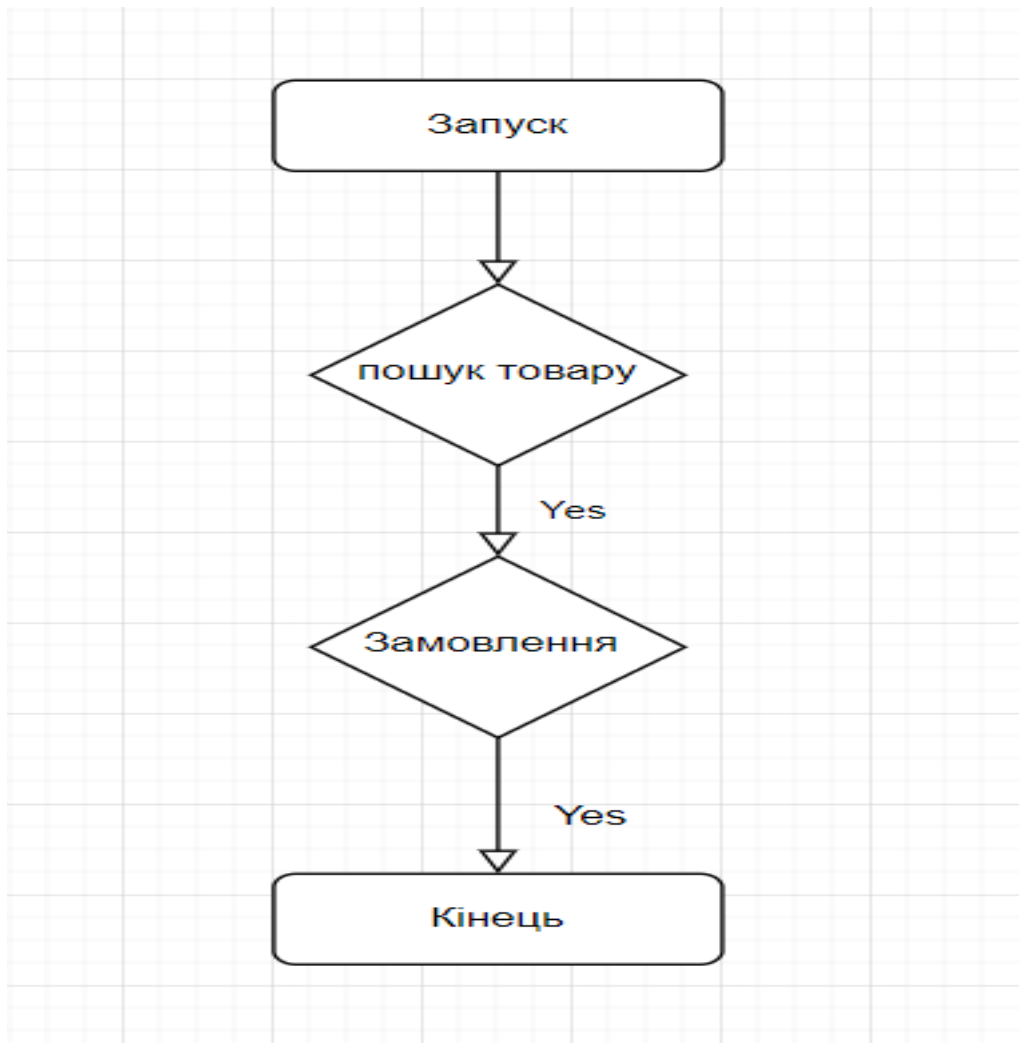 Запуск
пошук товару
Yes
Замовлення
Yes
Кінець